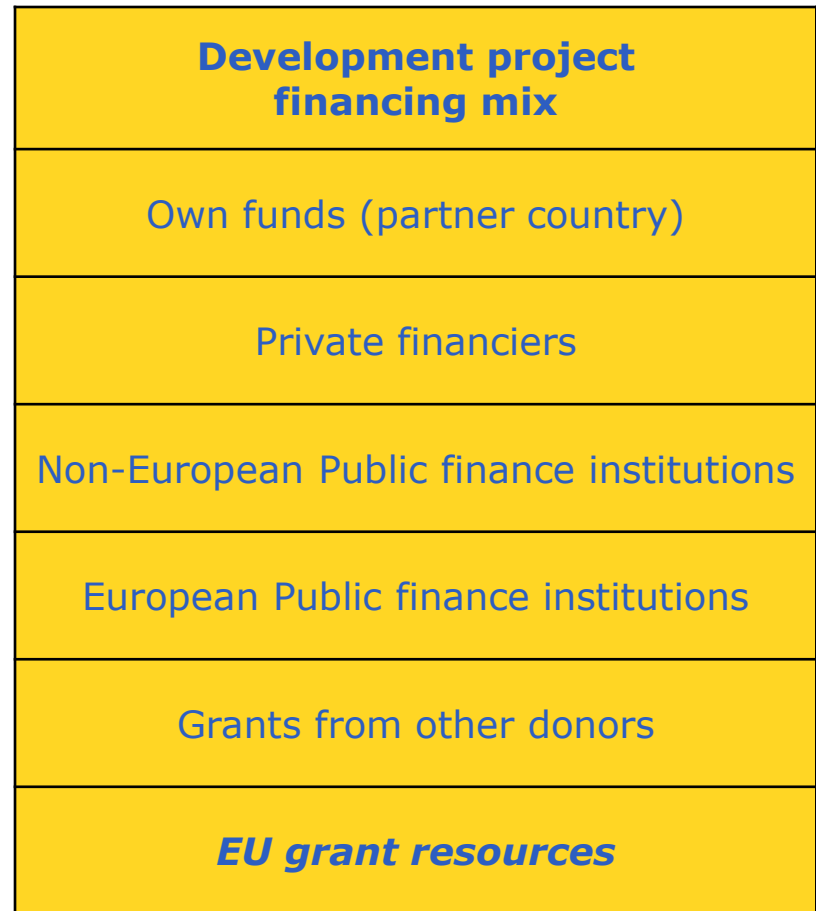 Development project
financing mix
Own funds (partner country)
Private financiers
Non-European Public finance institutions
European Public finance institutions
Grants from other donors
EU grant resources